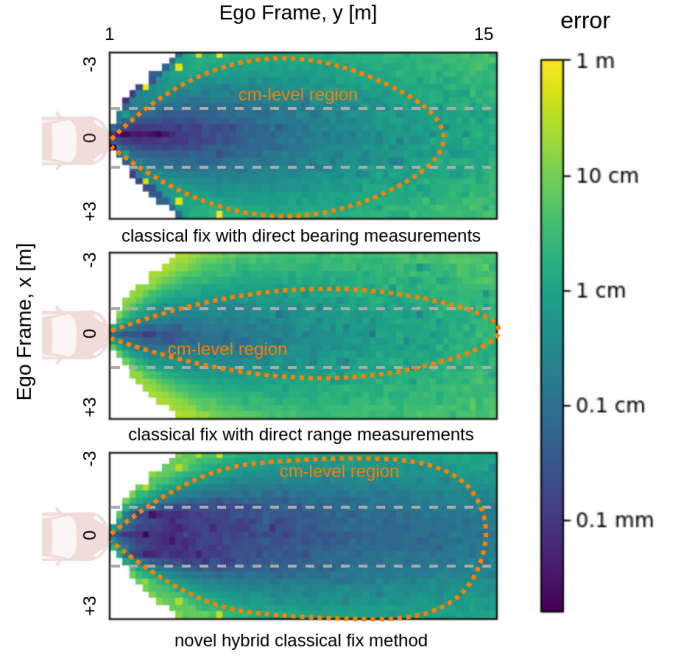 Ego Frame, y [m]
error
1
15
-3
0
+3
cm-level region
classical fix with direct bearing measurements
Ego Frame, x [m]
-3
0
+3
cm-level region
classical fix with direct range measurements
-3
0
+3
cm-level region
novel hybrid classical fix method
1 m
10 cm
1 cm
0.1 cm
0.1 mm